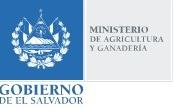 MINISTERIO
DE AGRICULTURA
Y GANADERÍA
GOBIERNO
DE EL SALVADOR